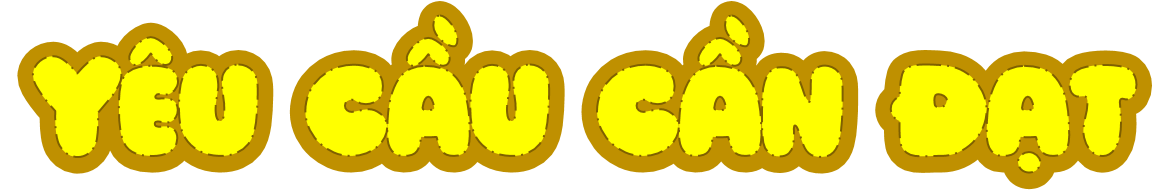 YÊU CẦU CẦN ĐẠT